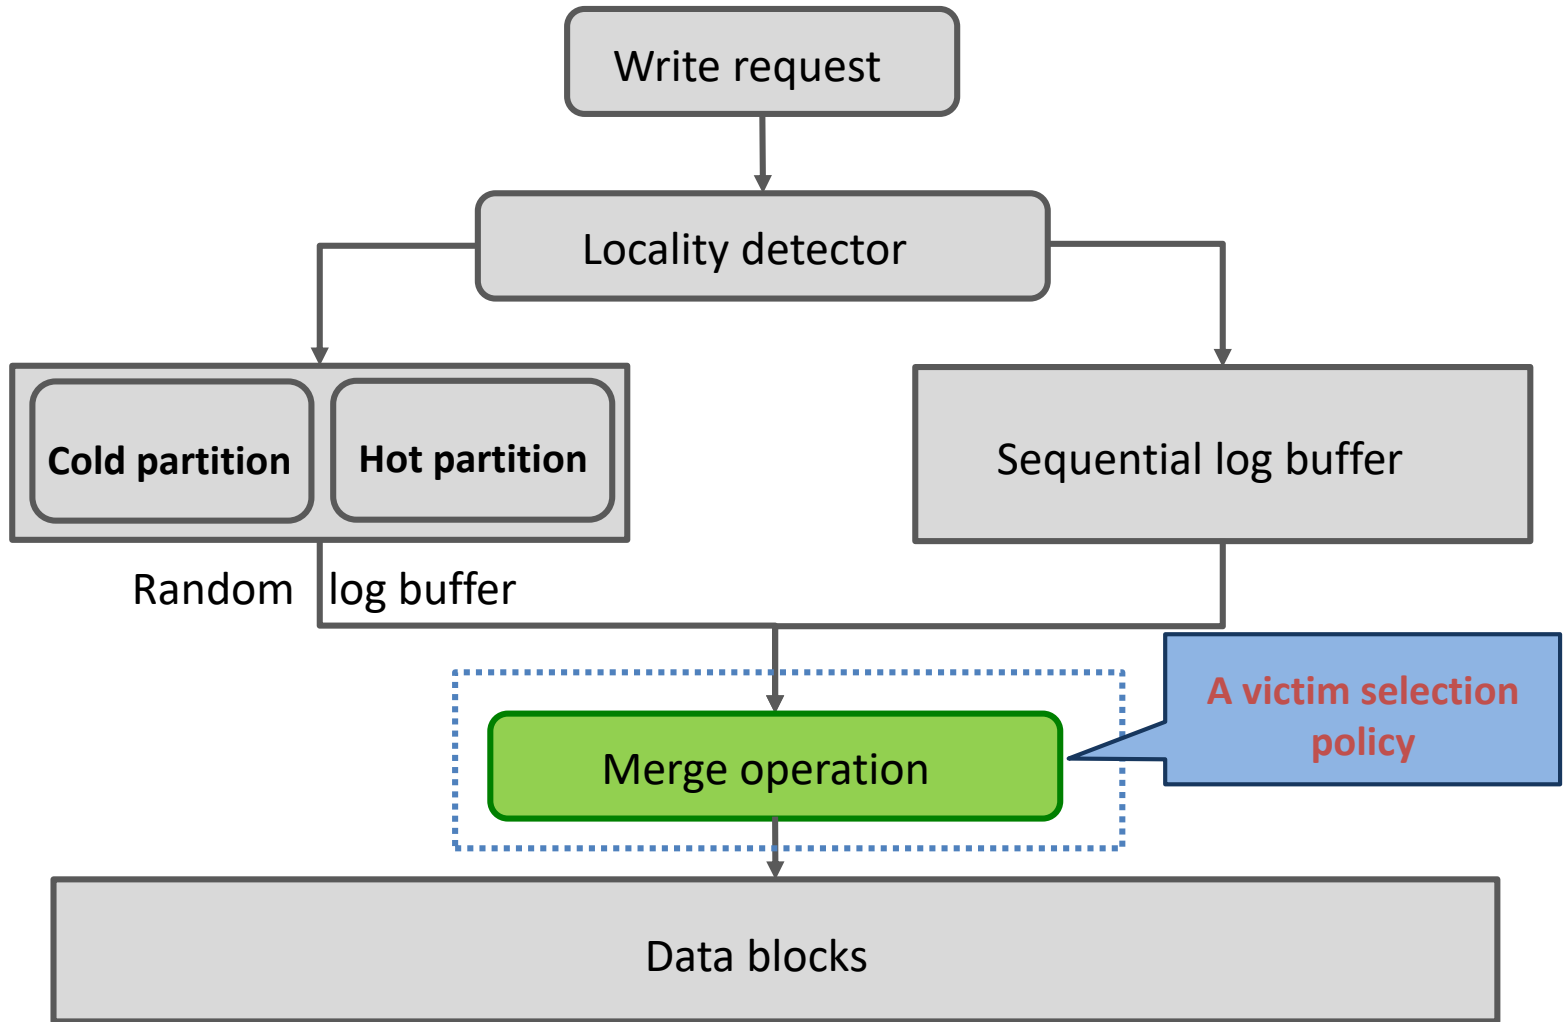 Write request
Locality detector
Cold partition
Hot partition
Sequential log buffer
Random log buffer
A victim selection
policy
Merge operation
Data blocks